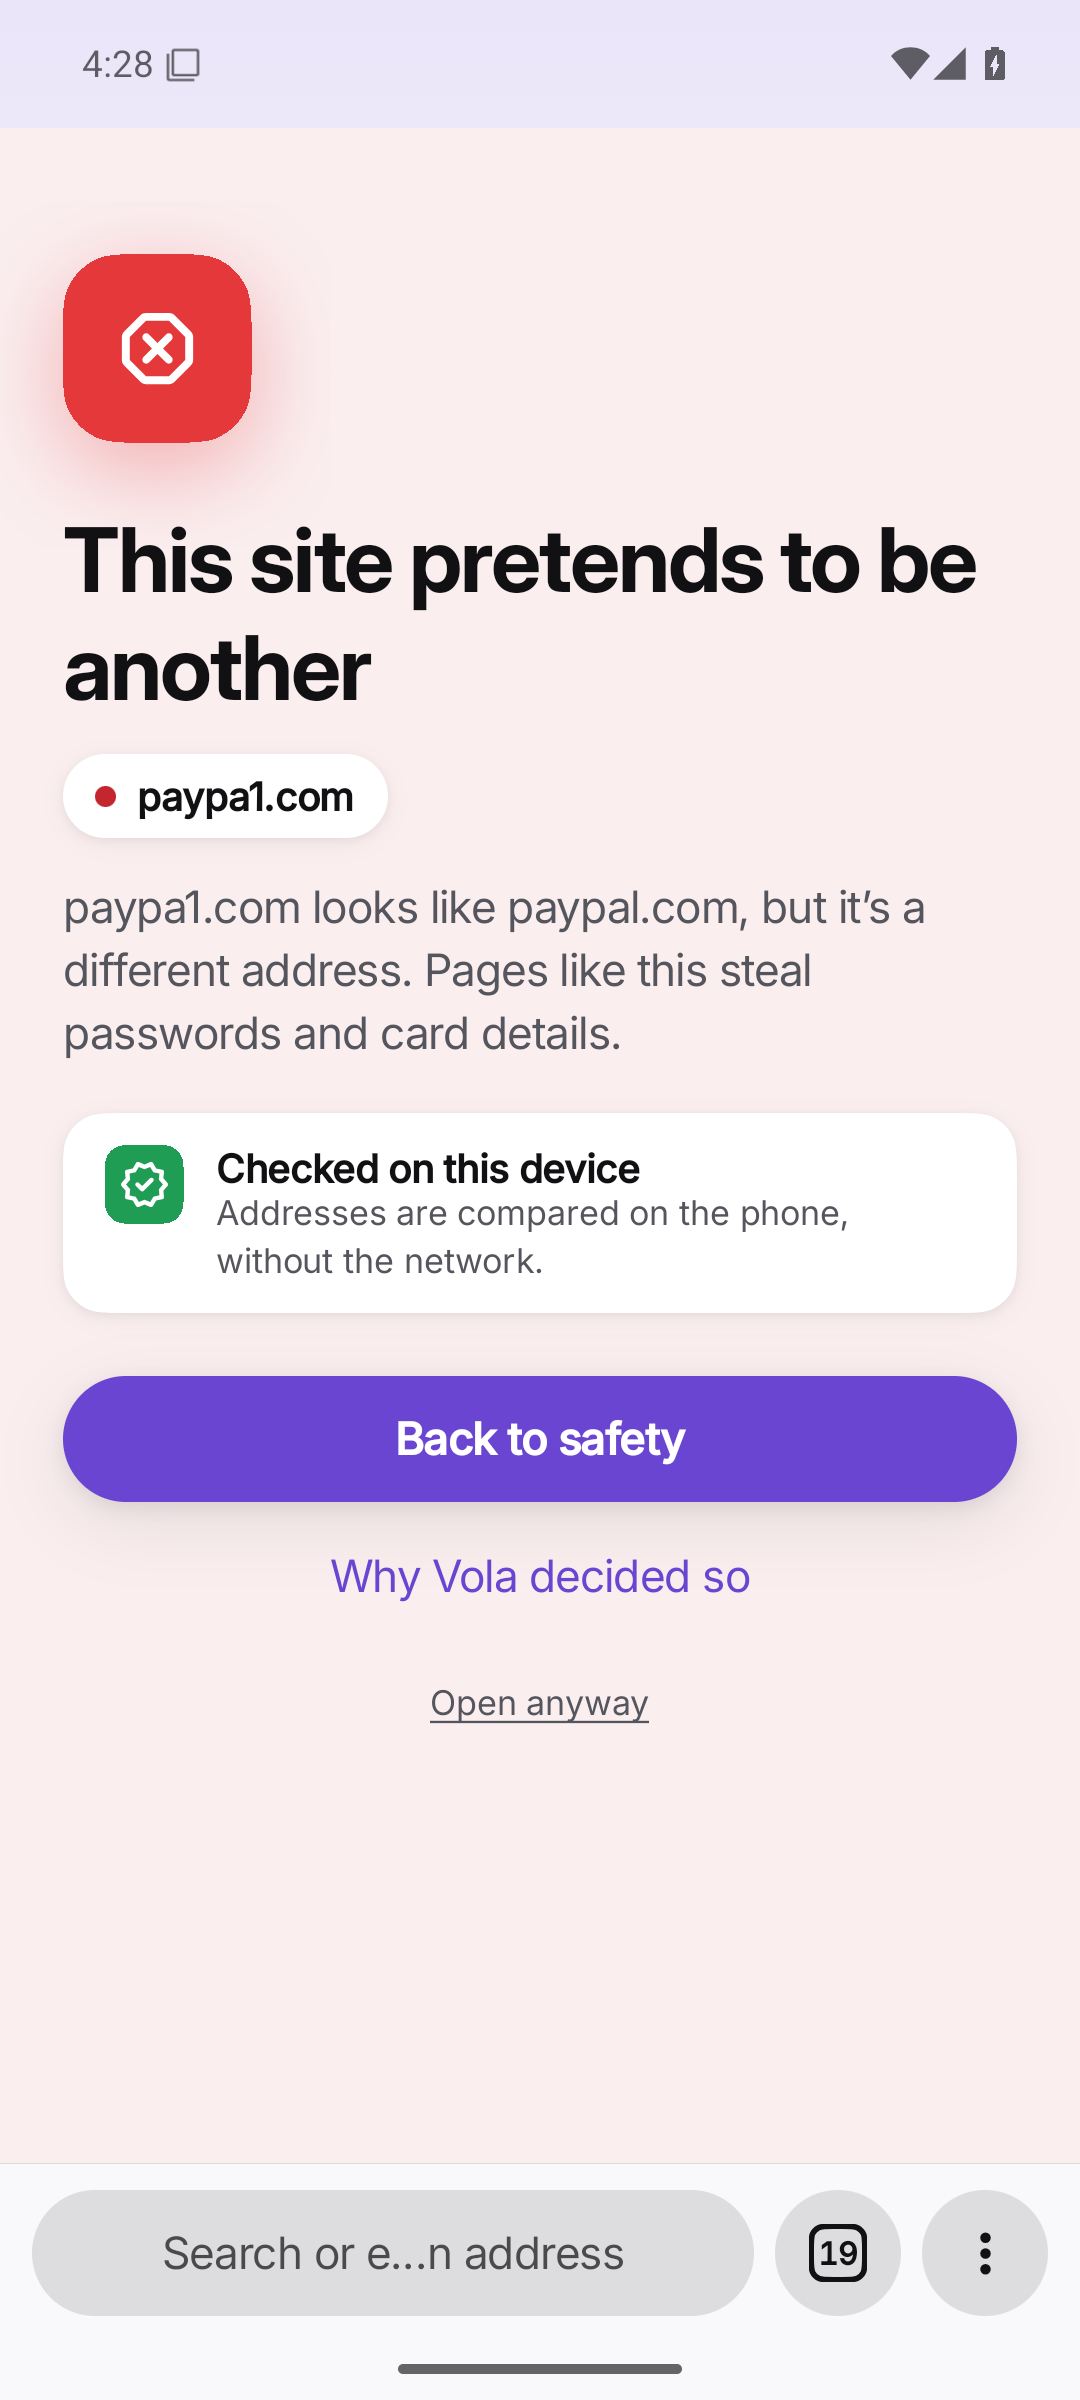 4:28
This site pretends to be
another
paypa1.com
paypa1.com looks like paypal.com, but it’s a
different address. Pages like this steal
passwords and card details.
Checked on this device
Addresses are compared on the phone,
without the network.
Back to safety
Why Vola decided so
Open anyway
Search or e...n address
19